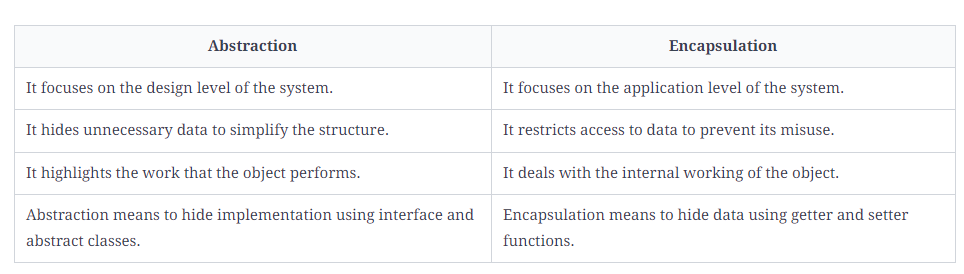 Abstraction
Encapsulation
It focuses on the design level of the system.
It focuses on the application level of the system.
It hides unnecessary data to simplify the structure.
It restricts access to data to prevent its misuse.
It highlights the work that the object performs.
It deals with the internal working of the object.
Abstraction means to hide implementation using interface and
abstract classes.
Encapsulation means to hide data using getter and setter
functions.